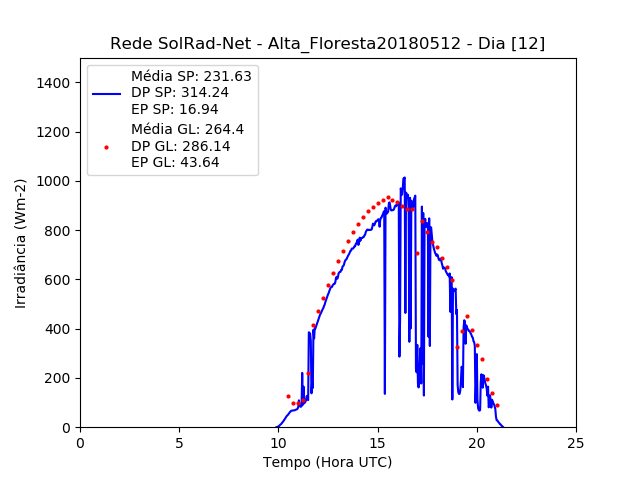 Rede SolRad-Net - Alta_Floresta20180512 - Dia [12]
Média SP: 231.63
DP SP: 314.24
EP SP: 16.94
Média GL: 264.4
DP GL: 286.14
EP GL: 43.64
1400
1200
1000
800
600
400
200
0
Irradiância (Wm-2)
0 5 10 15 20 25
Tempo (Hora UTC)